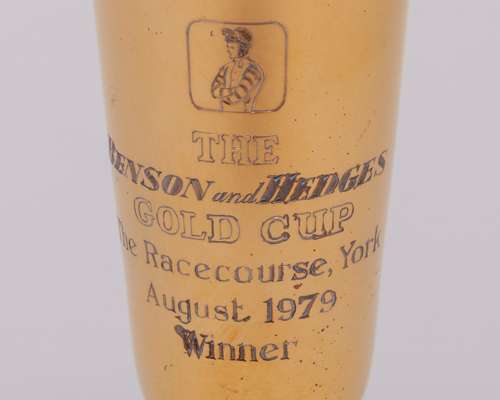 THE
BENSON and HEDGES
GOLD CUP
The Racecourse, York
August 1979
Winner